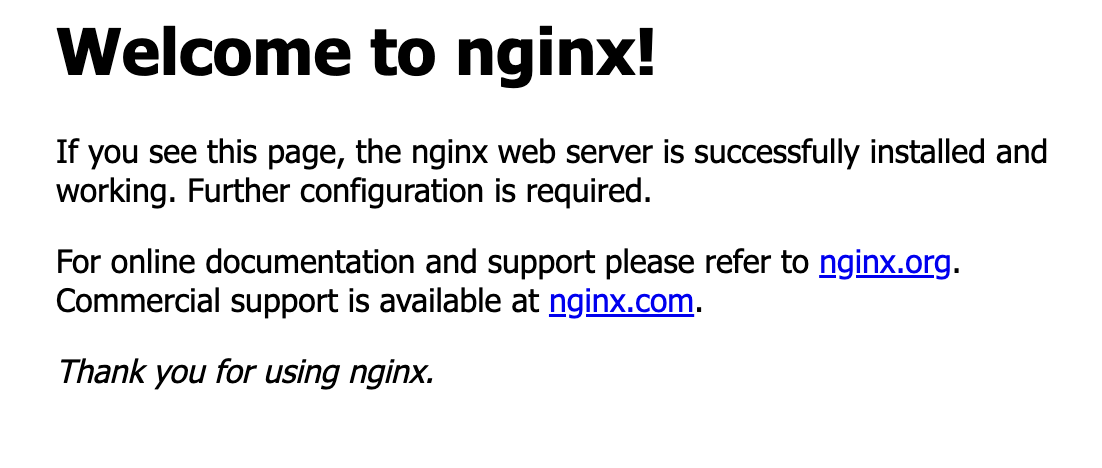 Welcome to nginx!
If you see this page, the nginx web server is successfully installed and
working. Further configuration is required.
For online documentation and support please refer to nginx.org.
Commercial support is available at nginx.com.
Thank you for using nginx.